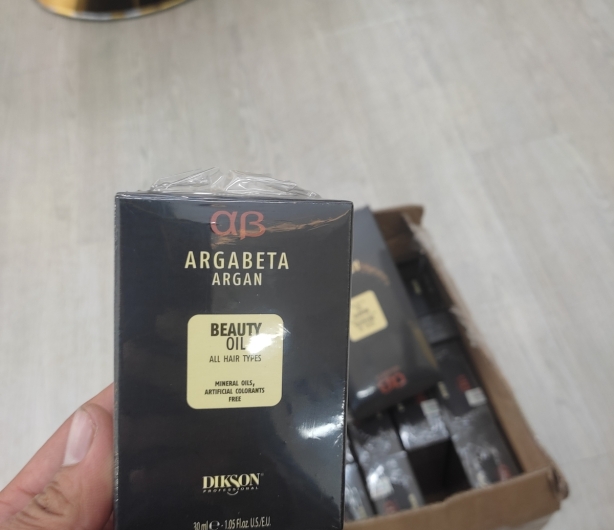 αβ
ARGABETA
ARGAN
BEAUTY
OIL
ALL HAIR TYPES
MINERAL OILS,
ARTIFICIAL COLORANTS
FREE
DIKSON
PROFESSIONAL
30 ml ℮ - 1.05 Fl.oz. U.S./E.U.
αβ